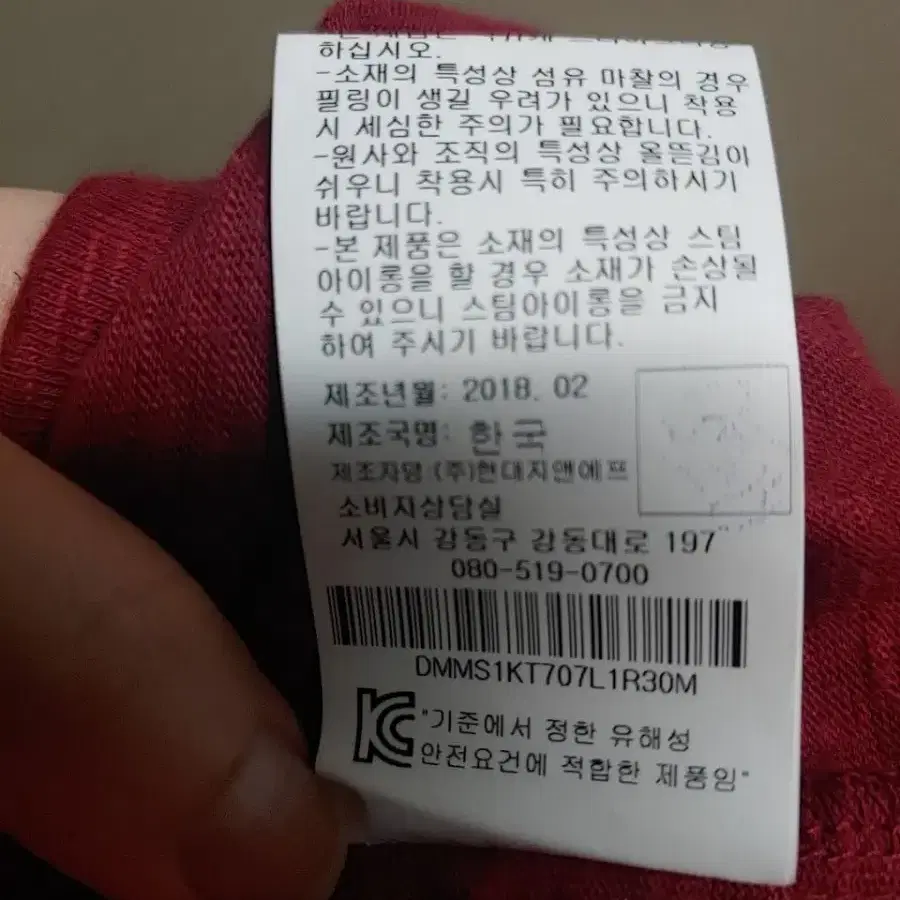 하십시오.
-소재의 특성상 섬유 마찰의 경우
필링이 생길 우려가 있으니 착용
시 세심한 주의가 필요합니다.
-원사와 조직의 특성상 올뜯김이
쉬우니 착용시 특히 주의하시기
바랍니다.
-본 제품은 소재의 특성상 스팀
아이롱을 할 경우 소재가 손상될
수 있으니 스팀아이롱을 금지
하여 주시기 바랍니다.
제조년월: 2018. 02
제조국명: 한국
제조자명 (주)현대지앤에프
소비자상담실
서울시 강동구 강동대로 197
080-519-0700
DMMS1KT707L1R30M
"기준에서 정한 유해성
안전요건에 적합한 제품임"